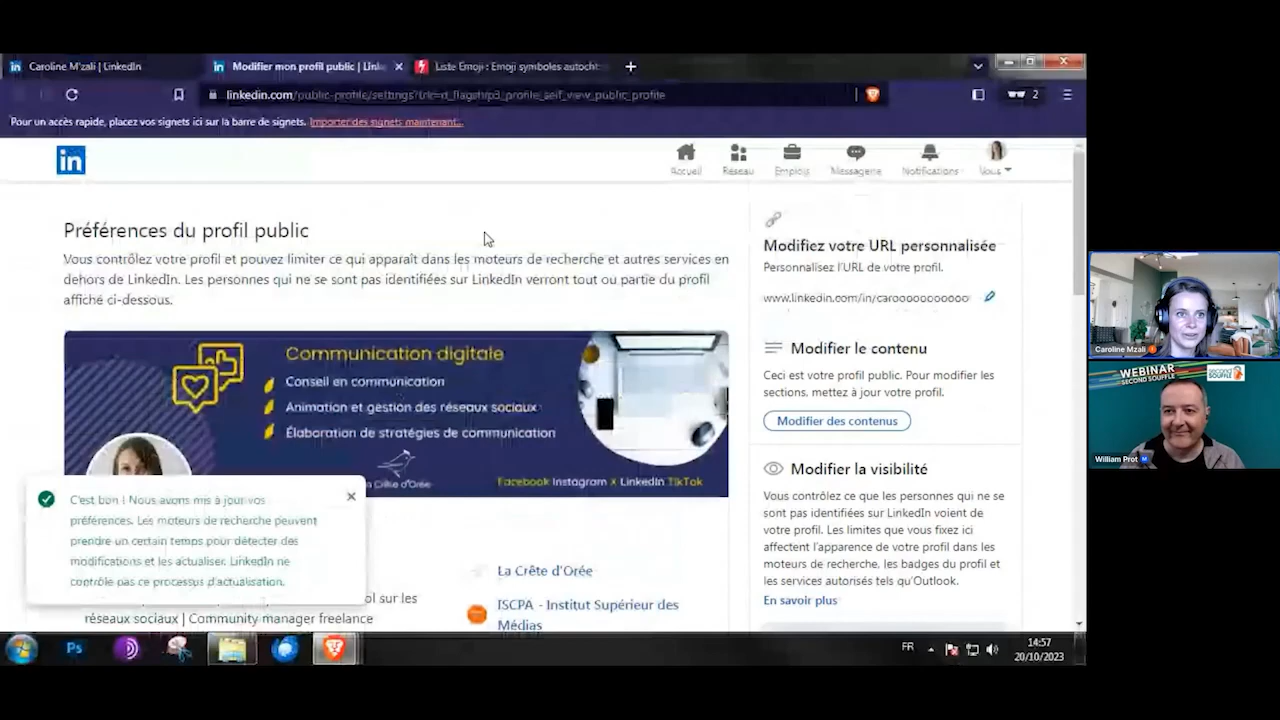 Caroline M'zali | LinkedIn
Modifier mon profil public | Link
Liste Emoji : Emoji symboles autocht
Pour un accès rapide, placez vos signets ici sur la barre de signets. Importer des signets maintenant...
2
in
Accueil
Réseau
Emplois
Messagerie
Notifications
Vous
Préférences du profil public
Vous contrôlez votre profil et pouvez limiter ce qui apparaît dans les moteurs de recherche et autres services en
dehors de LinkedIn. Les personnes qui ne se sont pas identifiées sur LinkedIn verront tout ou partie du profil
affiché ci-dessous.
Communication digitale
Conseil en communication
Animation et gestion des réseaux sociaux
Élaboration de stratégies de communication
Facebook Instagram X LinkedIn TikTok
C'est bon ! Nous avons mis à jour vos
préférences. Les moteurs de recherche peuvent
prendre un certain temps pour détecter des
modifications et les actualiser. LinkedIn ne
contrôle pas ce processus d'actualisation.
sur les
réseaux sociaux | Community manager freelance
La Crête d'Orée
ISCPA - Institut Supérieur des
Médias
Modifiez votre URL personnalisée
Personnalisez l'URL de votre profil.
Modifier le contenu
Ceci est votre profil public. Pour modifier les
sections, mettez à jour votre profil.
Modifier des contenus
Modifier la visibilité
Vous contrôlez ce que les personnes qui ne se
sont pas identifiées sur LinkedIn voient de
votre profil. Les limites que vous fixez ici
affectent l'apparence de votre profil dans les
moteurs de recherche, les badges du profil et
les services autorisés tels qu'Outlook.
En savoir plus
Ps
FR
14:57
20/10/2023
Caroline Mzali
WEBINAR
SECOND SOUFFLE
SECOND
SOUFFLE
William Prot